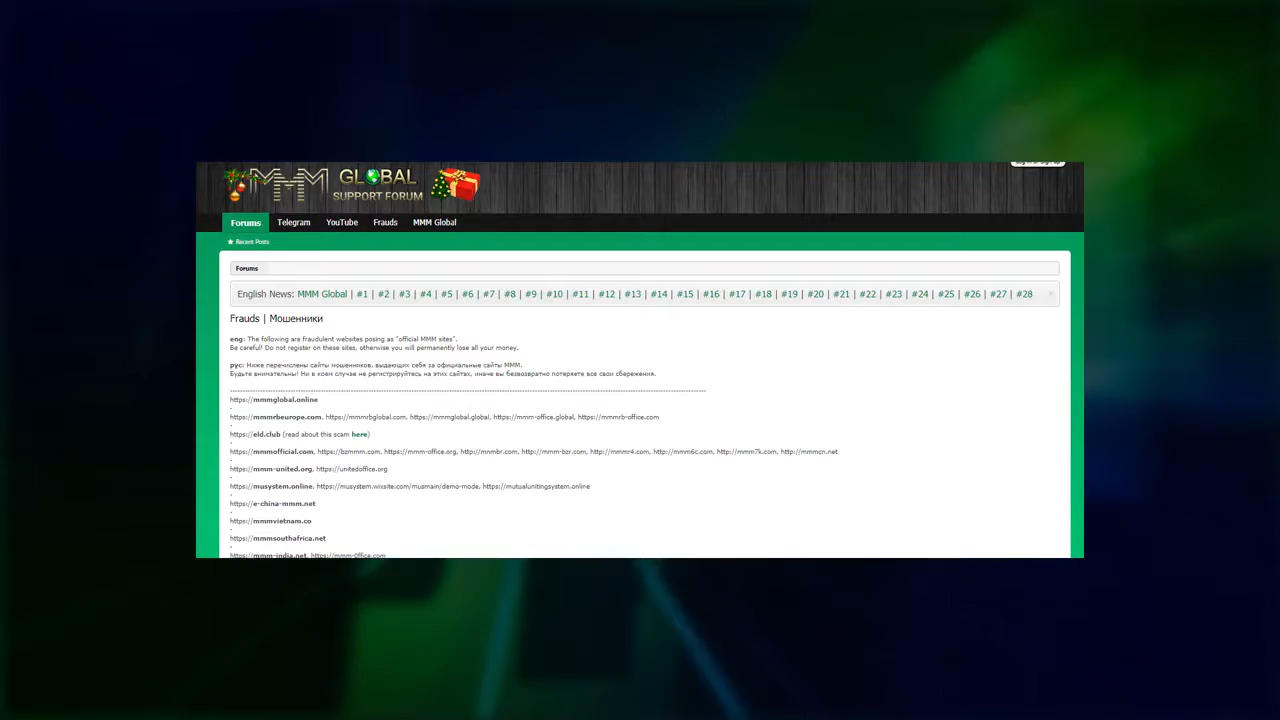 MMM GLOBAL
SUPPORT FORUM
Forums Telegram YouTube Frauds MMM Global
Recent Posts
Forums
English News: MMM Global | #1 | #2 | #3 | #4 | #5 | #6 | #7 | #8 | #9 | #10 | #11 | #12 | #13 | #14 | #15 | #16 | #17 | #18 | #19 | #20 | #21 | #22 | #23 | #24 | #25 | #26 | #27 | #28
Frauds | Мошенники
eng: The following are fraudulent websites posing as "official MMM sites".
Be careful! Do not register on these sites, otherwise you will permanently lose all your money.
рус: Ниже перечислены сайты мошенников, выдающих себя за официальные сайты МММ.
Будьте внимательны! Ни в коем случае не регистрируйтесь на этих сайтах, иначе вы безвозвратно потеряете все свои сбережения.
https://mmmglobal.online
-
https://mmmrbeurope.com, https://mmmrbglobal.com, https://mmmglobal.global, https://mmm-office.global, https://mmmrb-office.com
-
https://eld.club (read about this scam here)
-
https://mmmofficial.com, https://bzmmm.com, https://mmm-office.org, http://mnmbr.com, http://mmm-bzr.com, http://mmmr4.com, http://mmm6c.com, http://mmm7k.com, http://mmmcn.net
-
https://mmm-united.org, https://unitedoffice.org
-
https://musystem.online, https://musystem.wixsite.com/musmain/demo-mode, https://mutualunitingsystem.online
-
https://e-china-mmm.net
-
https://mmmvietnam.co
-
https://mmmsouthafrica.net
-
https://mmm-india.net, https://mmm-0ffice.com